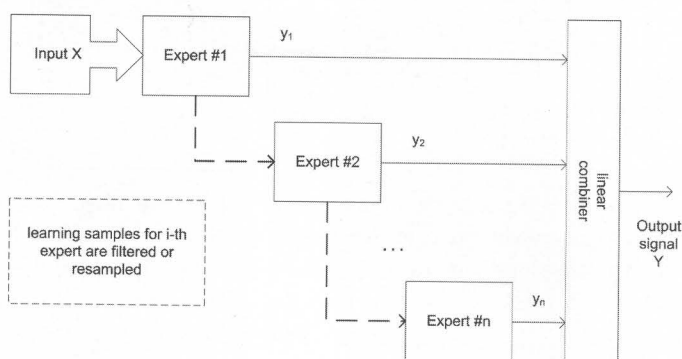 Input X
Expert #1
y1
Expert #2
y2
linear
combiner
learning samples for i-th
expert are filtered or
resampled
Output
signal
Y
...
Expert #n
yn